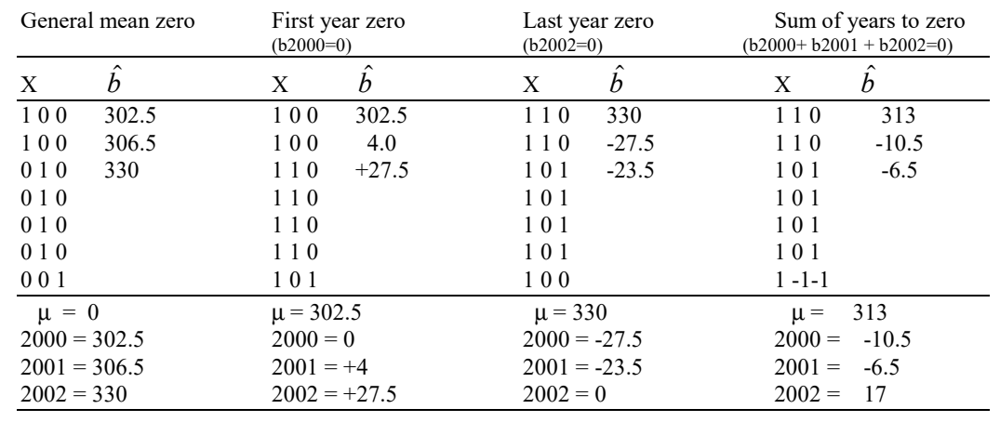 General mean zero First year zero Last year zero Sum of years to zero
(b2000=0) (b2002=0) (b2000+ b2001 + b2002=0)
X b̂ X b̂ X b̂ X b̂
1 0 0 302.5 1 0 0 302.5 1 1 0 330 1 1 0 313
1 0 0 306.5 1 0 0 4.0 1 1 0 -27.5 1 1 0 -10.5
0 1 0 330 1 1 0 +27.5 1 0 1 -23.5 1 0 1 -6.5
0 1 0 1 1 0 1 0 1 1 0 1
0 1 0 1 1 0 1 0 1 1 0 1
0 1 0 1 1 0 1 0 1 1 0 1
0 0 1 1 0 1 1 0 0 1 -1-1
μ = 0 μ = 302.5 μ = 330 μ = 313
2000 = 302.5 2000 = 0 2000 = -27.5 2000 = -10.5
2001 = 306.5 2001 = +4 2001 = -23.5 2001 = -6.5
2002 = 330 2002 = +27.5 2002 = 0 2002 = 17